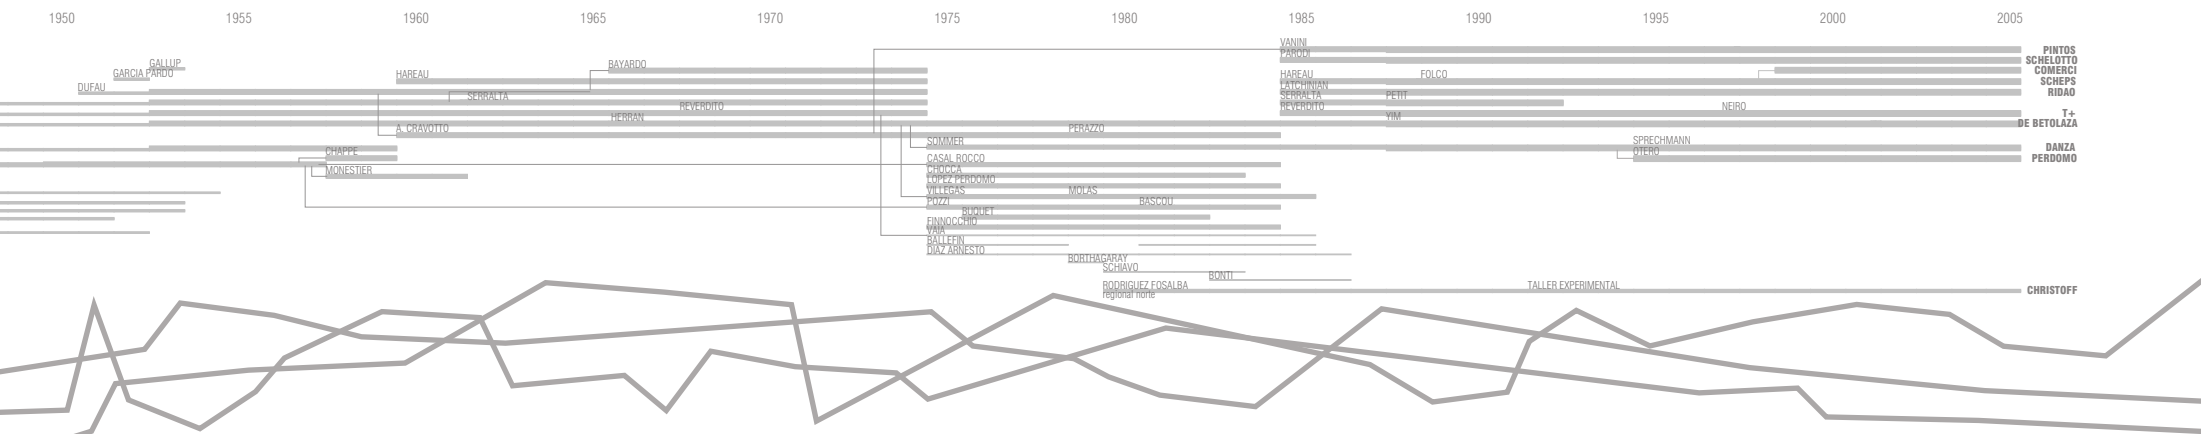 1950 1955 1960 1965 1970 1975 1980 1985 1990 1995 2000 2005
VANINI
PINTOS
PARODI
SCHELOTTO
GALLUP
BAYARDO
COMERCI
GARCIA PARDO
HAREAU
HAREAU FOLCO
SCHEPS
DUFAU
LATCHINIAN
RIDAO
SERRALTA
SERRALTA PETIT
REVERDITO
REVERDITO NEIRO
T+
HERRAN
YIM
DE BETOLAZA
A. CRAVOTTO
PERAZZO
SOMMER
SPRECHMANN
DANZA
CHAPPE
OTERO
PERDOMO
CASAL ROCCO
MONESTIER
CHOCCA
LOPEZ PERDOMO
VILLEGAS MOLAS
POZZI BASCOU
BUQUET
FINNOCCHIO
VAIA
BALLEFIN
DIAZ ARNESTO
BORTHAGARAY
SCHIAVO
BONTI
RODRIGUEZ FOSALBA
TALLER EXPERIMENTAL
CHRISTOFF
regional norte